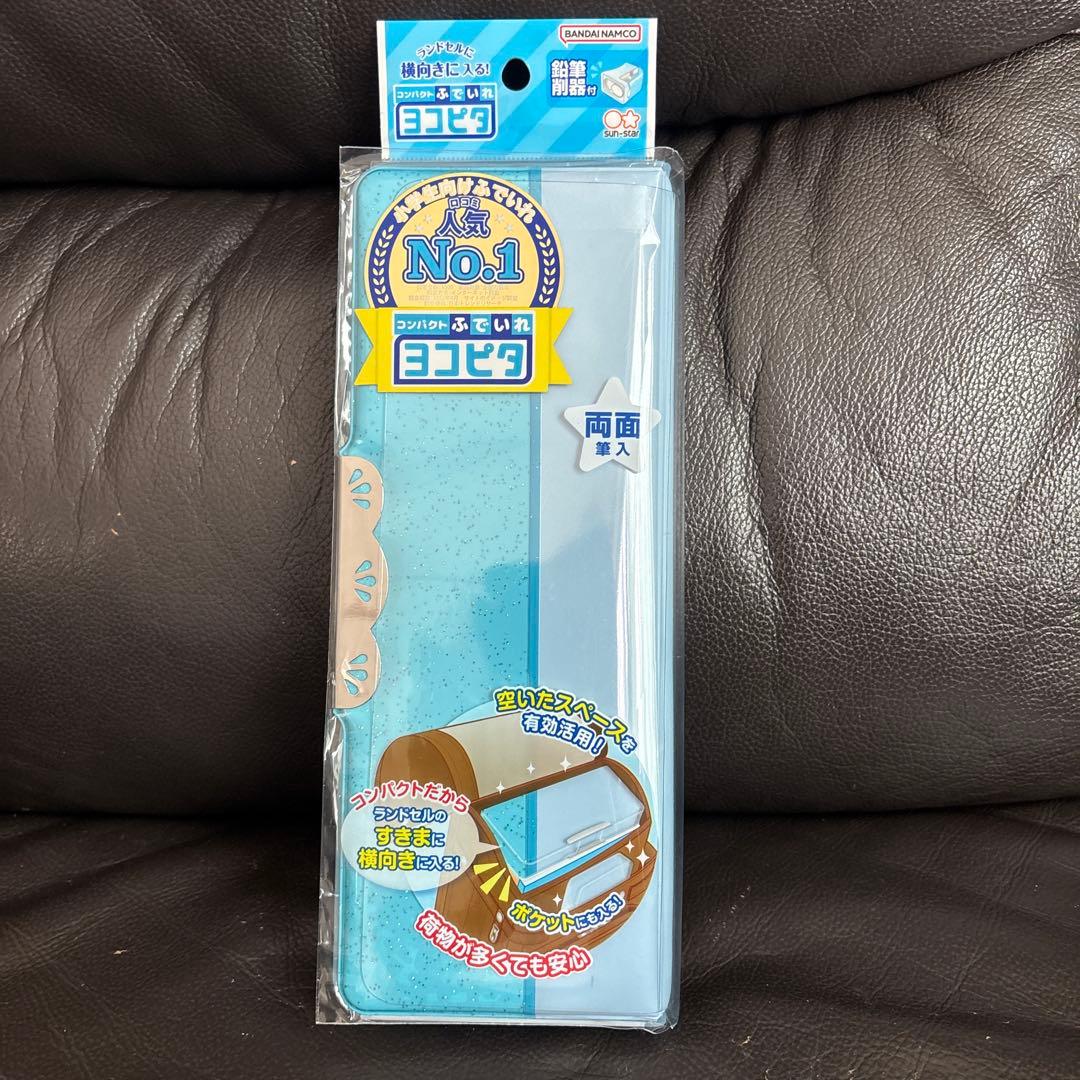 BANDAI NAMCO
ランドセルに
横向きに入る!
コンパクトふでいれ
ヨコピタ
鉛筆
削器付
sun-star
小学生向けふでいれ
口コミ
人気
No.1
コンパクトふでいれ
ヨコピタ
両面
筆入
空いたスペースを
有効活用!
コンパクトだから
ランドセルの
すきまに
横向きに入る!
ポケットにも入る!
荷物が多くても安心